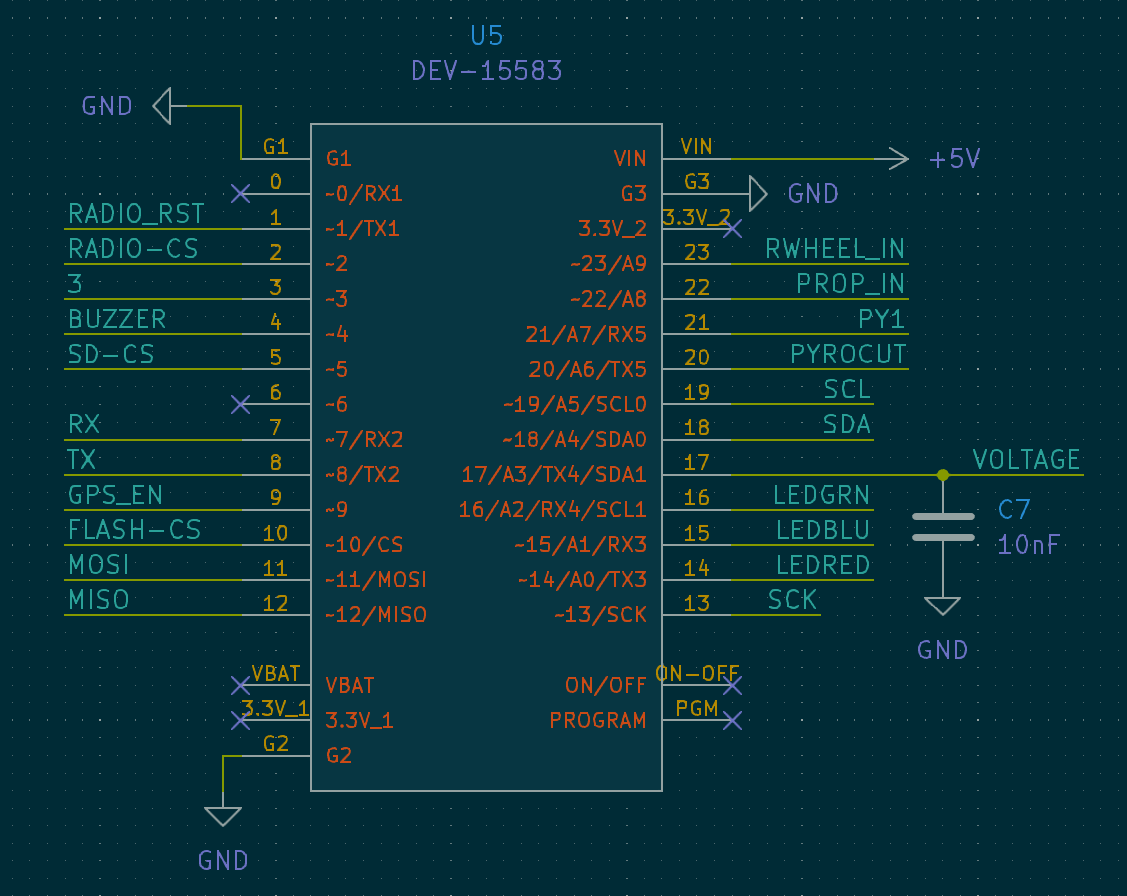 U5
DEV-15583
GND
G1 G1 VIN VIN +5V
0 ~0/RX1 G3 G3 GND
RADIO_RST 1 ~1/TX1 3.3V_2 3.3V_2
RADIO-CS 2 ~2 ~23/A9 23 RWHEEL_IN
3 3 ~3 ~22/A8 22 PROP_IN
BUZZER 4 ~4 21/A7/RX5 21 PY1
SD-CS 5 ~5 20/A6/TX5 20 PYROCUT
6 ~6 ~19/A5/SCL0 19 SCL
RX 7 ~7/RX2 ~18/A4/SDA0 18 SDA
TX 8 ~8/TX2 17/A3/TX4/SDA1 17 VOLTAGE
GPS_EN 9 ~9 16/A2/RX4/SCL1 16 LEDGRN C7
FLASH-CS 10 ~10/CS ~15/A1/RX3 15 LEDBLU 10nF
MOSI 11 ~11/MOSI ~14/A0/TX3 14 LEDRED
MISO 12 ~12/MISO ~13/SCK 13 SCK
GND
VBAT VBAT ON/OFF ON-OFF
3.3V_1 3.3V_1 PROGRAM PGM
G2 G2
GND